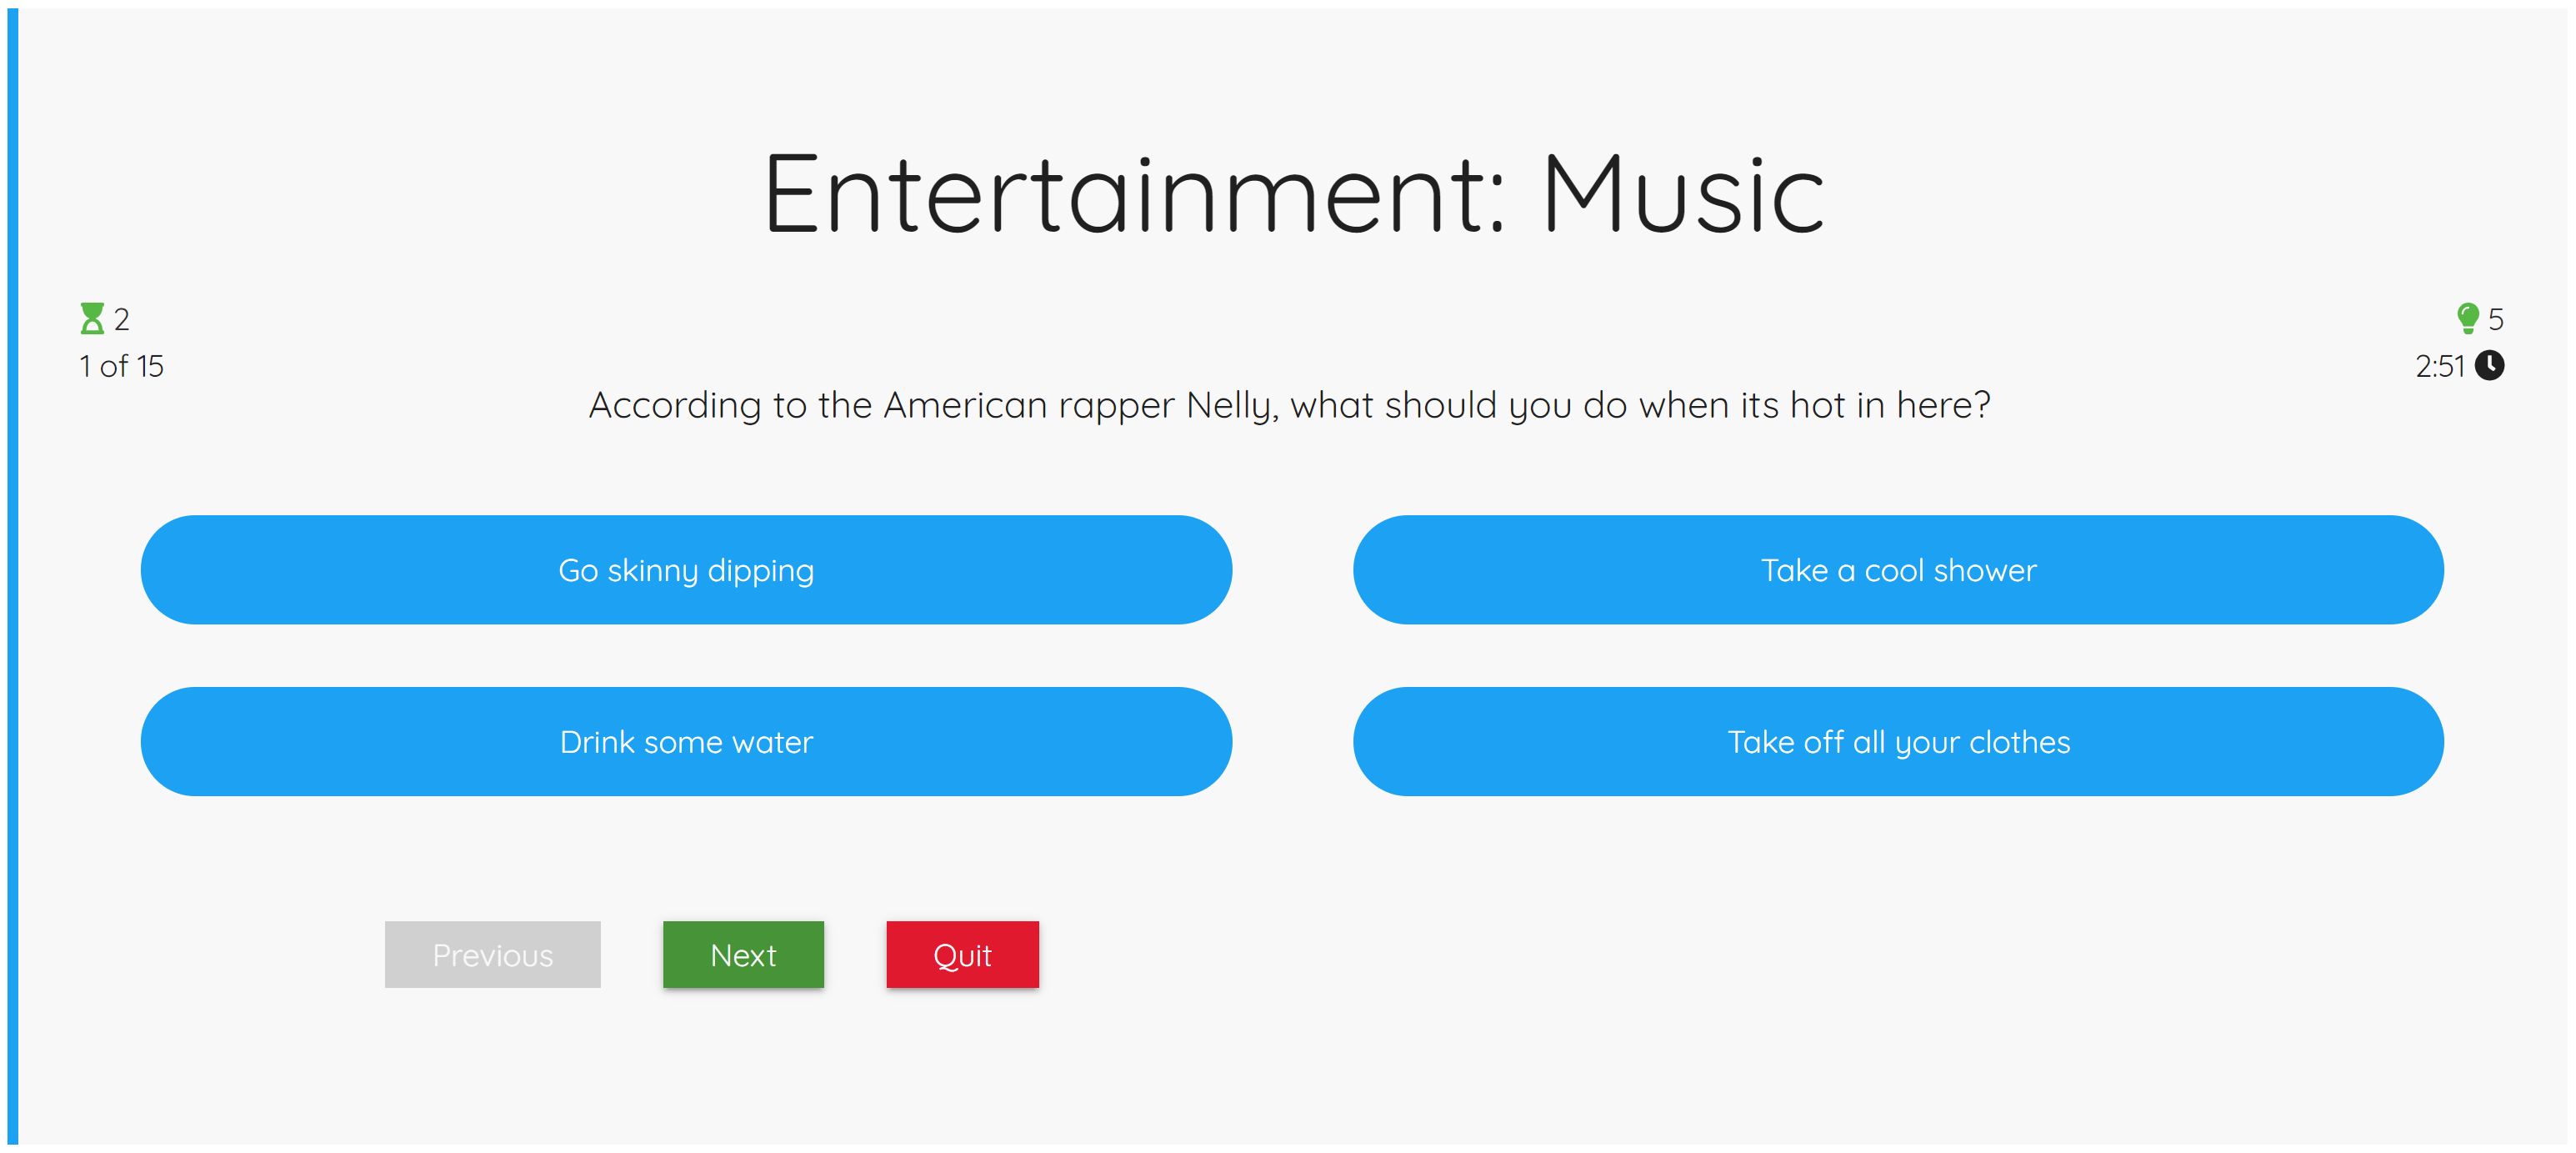 Entertainment: Music
2
5
1 of 15
2:51
According to the American rapper Nelly, what should you do when its hot in here?
Go skinny dipping
Take a cool shower
Drink some water
Take off all your clothes
Previous
Next
Quit